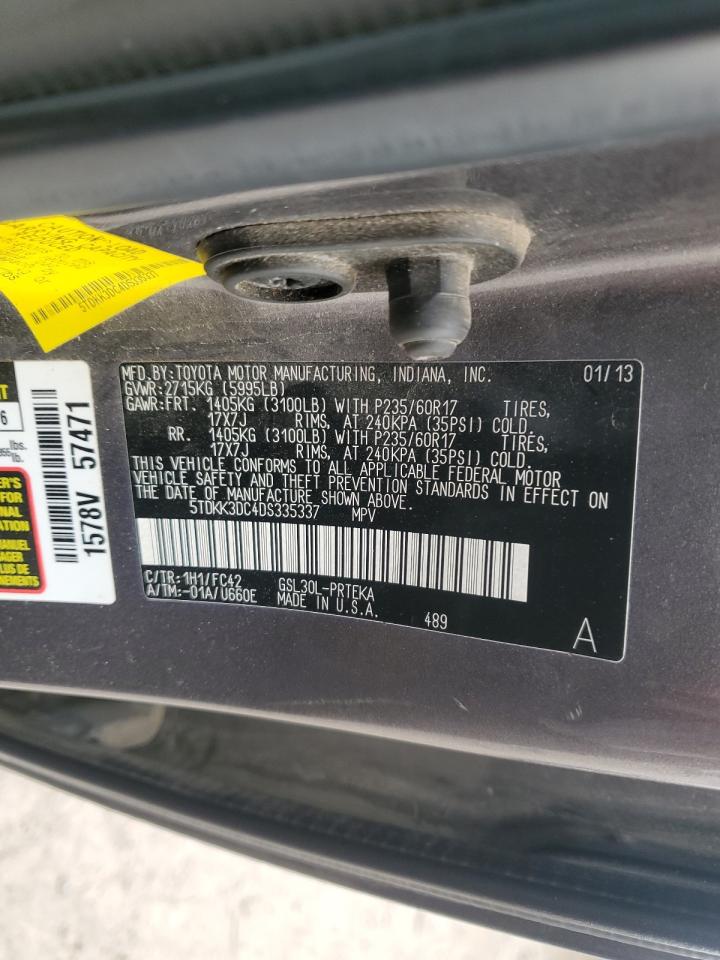 5TDKK3DC4DS335337
1578V 57471
lbs.
lb.
MFD.BY:TOYOTA MOTOR MANUFACTURING, INDIANA, INC. 01/13
GVWR:2715KG (5995LB)
GAWR:FRT. 1405KG (3100LB) WITH P235/60R17 TIRES,
17X7J RIMS, AT 240KPA (35PSI) COLD.
RR. 1405KG (3100LB) WITH P235/60R17 TIRES,
17X7J RIMS, AT 240KPA (35PSI) COLD.
THIS VEHICLE CONFORMS TO ALL APPLICABLE FEDERAL MOTOR
VEHICLE SAFETY AND THEFT PREVENTION STANDARDS IN EFFECT ON
THE DATE OF MANUFACTURE SHOWN ABOVE.
5TDKK3DC4DS335337 MPV
C/TR:1H1/FC42 GSL30L-PRTEKA
A/TM:-01A/U660E MADE IN U.S.A. 489
A